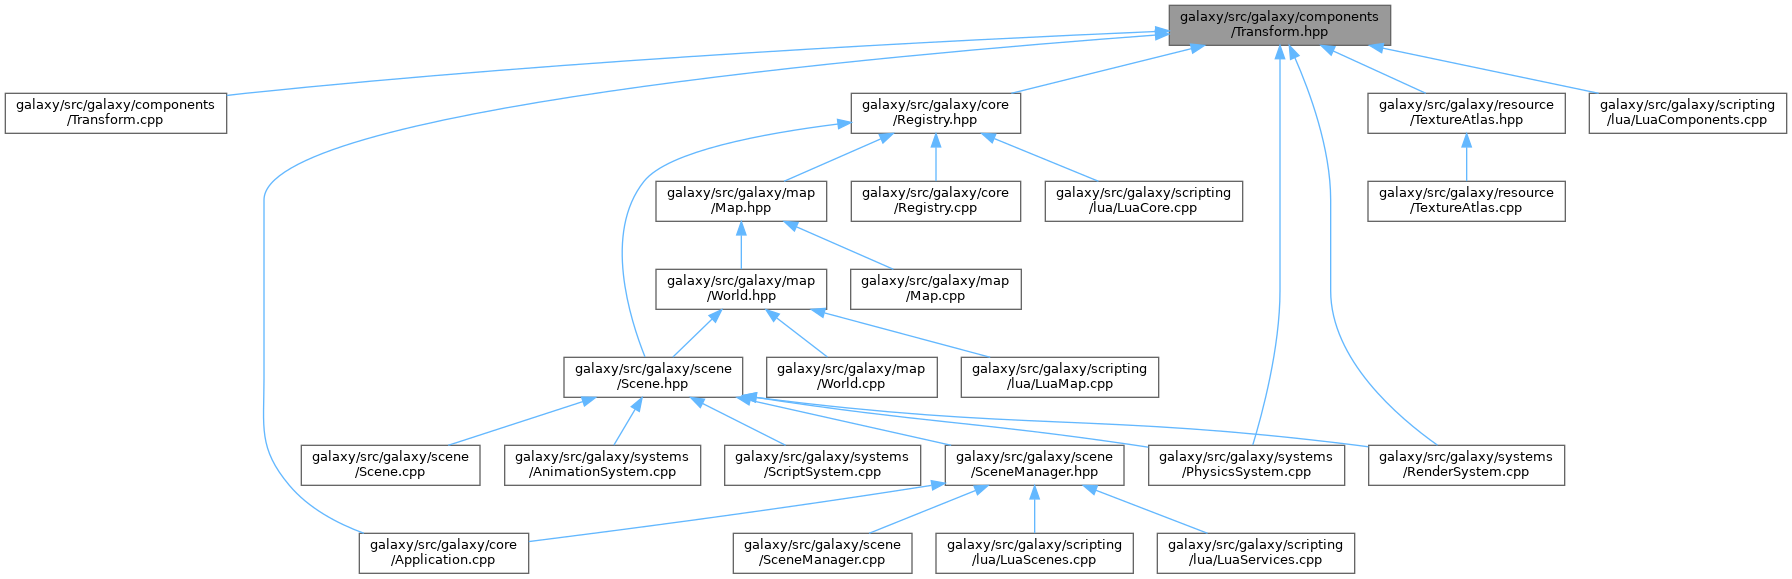 galaxy/src/galaxy/components
/Transform.hpp
galaxy/src/galaxy/components
/Transform.cpp
galaxy/src/galaxy/core
/Registry.hpp
galaxy/src/galaxy/resource
/TextureAtlas.hpp
galaxy/src/galaxy/scripting
/lua/LuaComponents.cpp
galaxy/src/galaxy/map
/Map.hpp
galaxy/src/galaxy/core
/Registry.cpp
galaxy/src/galaxy/scripting
/lua/LuaCore.cpp
galaxy/src/galaxy/resource
/TextureAtlas.cpp
galaxy/src/galaxy/map
/World.hpp
galaxy/src/galaxy/map
/Map.cpp
galaxy/src/galaxy/scene
/Scene.hpp
galaxy/src/galaxy/map
/World.cpp
galaxy/src/galaxy/scripting
/lua/LuaMap.cpp
galaxy/src/galaxy/scene
/Scene.cpp
galaxy/src/galaxy/systems
/AnimationSystem.cpp
galaxy/src/galaxy/systems
/ScriptSystem.cpp
galaxy/src/galaxy/scene
/SceneManager.hpp
galaxy/src/galaxy/systems
/PhysicsSystem.cpp
galaxy/src/galaxy/systems
/RenderSystem.cpp
galaxy/src/galaxy/core
/Application.cpp
galaxy/src/galaxy/scene
/SceneManager.cpp
galaxy/src/galaxy/scripting
/lua/LuaScenes.cpp
galaxy/src/galaxy/scripting
/lua/LuaServices.cpp